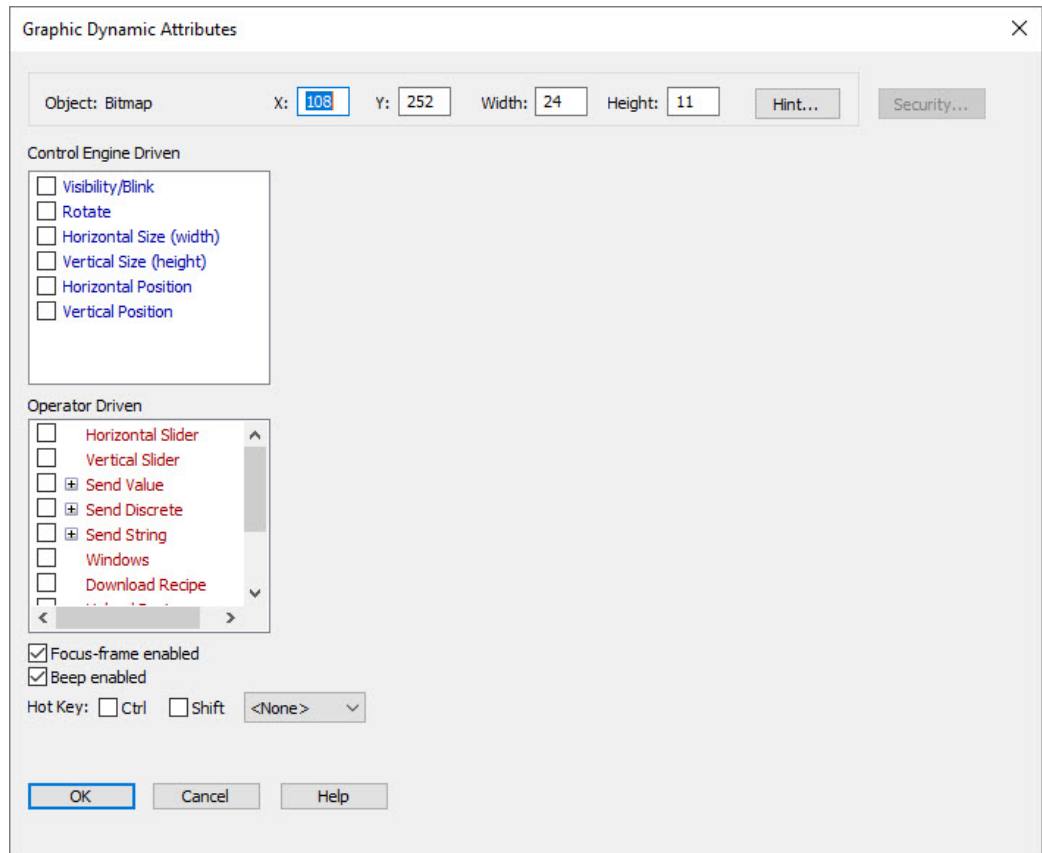 Graphic Dynamic Attributes
Object: Bitmap X: 108 Y: 252 Width: 24 Height: 11 Hint... Security...
Control Engine Driven
Visibility/Blink
Rotate
Horizontal Size (width)
Vertical Size (height)
Horizontal Position
Vertical Position
Operator Driven
Horizontal Slider
Vertical Slider
Send Value
Send Discrete
Send String
Windows
Download Recipe
Focus-frame enabled
Beep enabled
Hot Key: Ctrl Shift <None>
OK Cancel Help